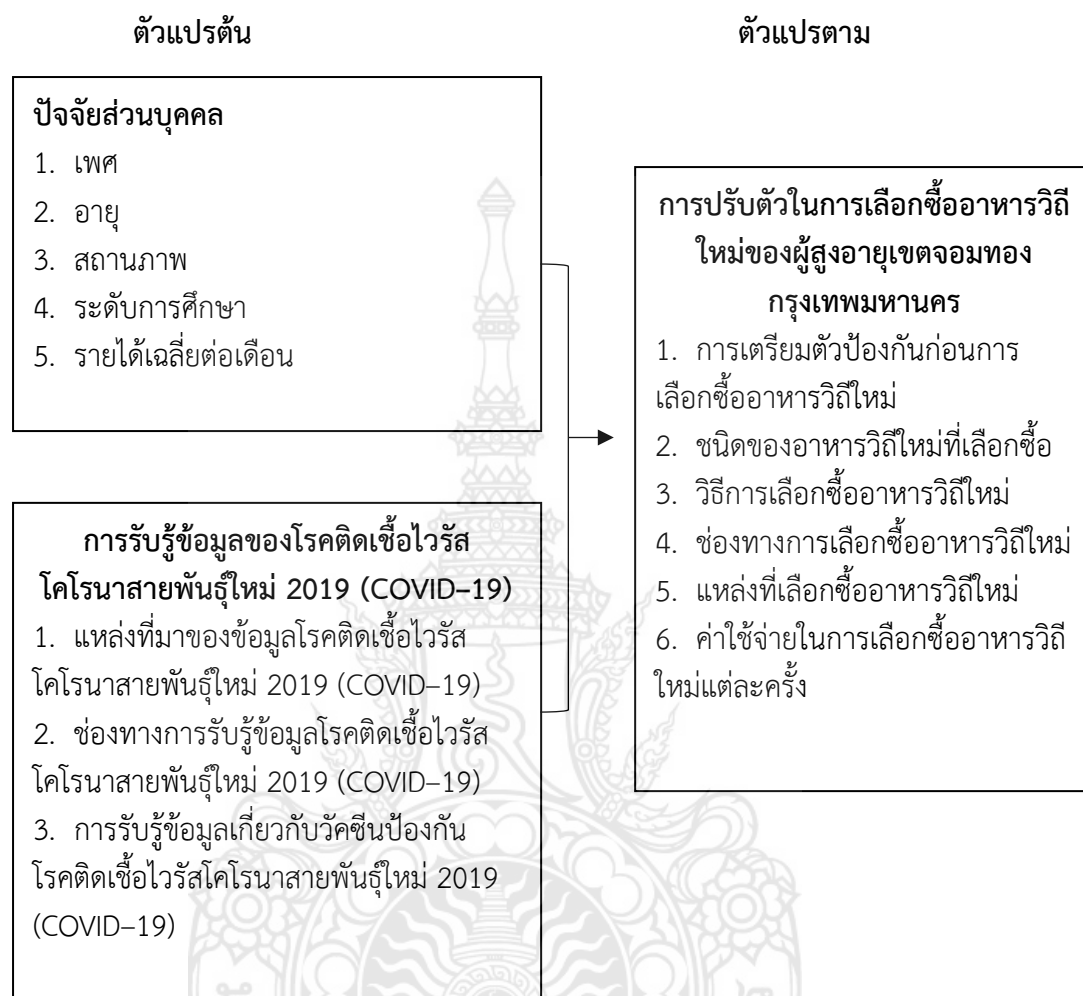 ตัวแปรต้น
ตัวแปรตาม
ปัจจัยส่วนบุคคล
1. เพศ
2. อายุ
3. สถานภาพ
4. ระดับการศึกษา
5. รายได้เฉลี่ยต่อเดือน
การรับรู้ข้อมูลของโรคติดเชื้อไวรัส
โคโรนาสายพันธุ์ใหม่ 2019 (COVID–19)
1. แหล่งที่มาของข้อมูลโรคติดเชื้อไวรัส
โคโรนาสายพันธุ์ใหม่ 2019 (COVID–19)
2. ช่องทางการรับรู้ข้อมูลโรคติดเชื้อไวรัส
โคโรนาสายพันธุ์ใหม่ 2019 (COVID–19)
3. การรับรู้ข้อมูลเกี่ยวกับวัคซีนป้องกัน
โรคติดเชื้อไวรัสโคโรนาสายพันธุ์ใหม่ 2019
(COVID–19)
การปรับตัวในการเลือกซื้ออาหารวิถี
ใหม่ของผู้สูงอายุเขตจอมทอง
กรุงเทพมหานคร
1. การเตรียมตัวป้องกันก่อนการ
เลือกซื้ออาหารวิถีใหม่
2. ชนิดของอาหารวิถีใหม่ที่เลือกซื้อ
3. วิธีการเลือกซื้ออาหารวิถีใหม่
4. ช่องทางการเลือกซื้ออาหารวิถีใหม่
5. แหล่งที่เลือกซื้ออาหารวิถีใหม่
6. ค่าใช้จ่ายในการเลือกซื้ออาหารวิถี
ใหม่แต่ละครั้ง